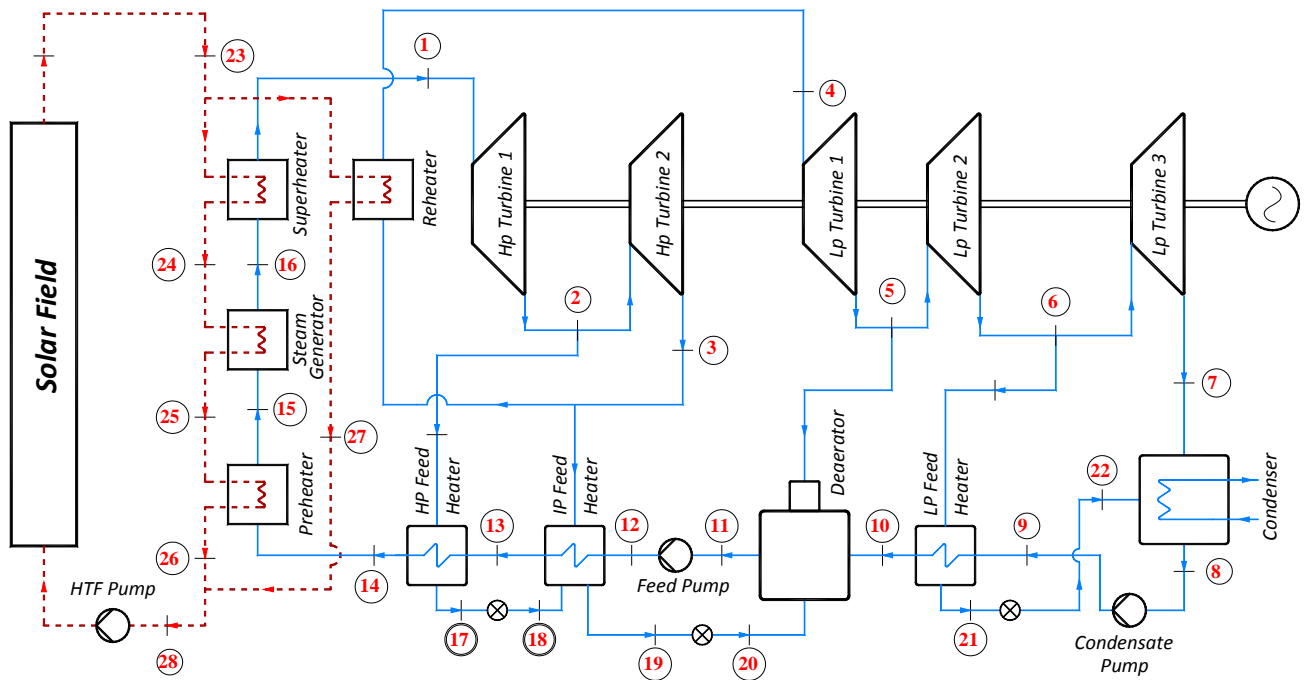 23
1
4
Solar Field
Superheater
Reheater
Hp Turbine 1
Hp Turbine 2
Lp Turbine 1
Lp Turbine 2
Lp Turbine 3
24
16
2
5
6
Steam
Generator
3
7
25
15
27
Preheater
HP Feed
Heater
IP Feed
Heater
Deaerator
LP Feed
Heater
22
Condenser
26
14
13
12
11
10
9
8
HTF Pump
Feed Pump
17
18
19
20
21
Condensate
Pump
28